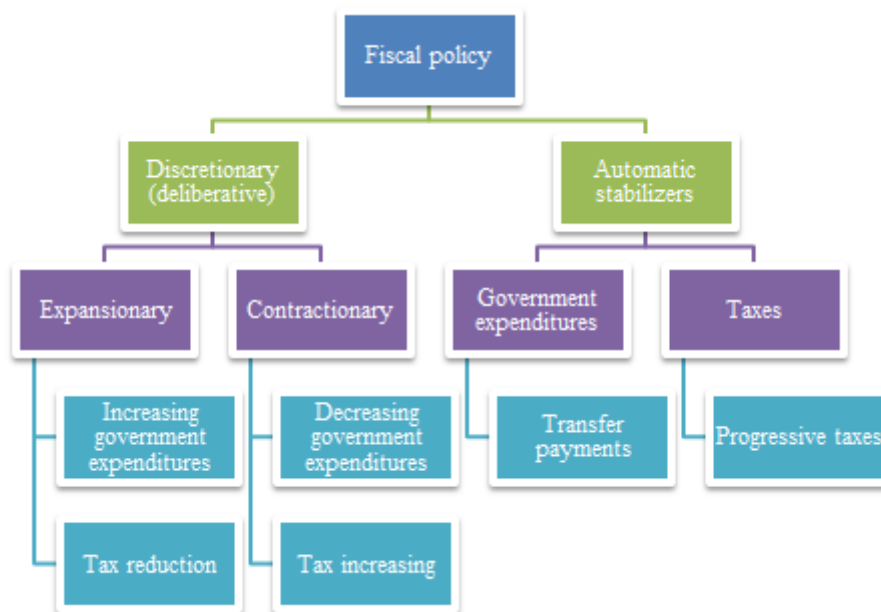 Fiscal policy
Discretionary
(deliberative)
Automatic
stabilizers
Expansionary
Contractionary
Government
expenditures
Taxes
Increasing
government
expenditures
Decreasing
government
expenditures
Transfer
payments
Progressive taxes
Tax reduction
Tax increasing